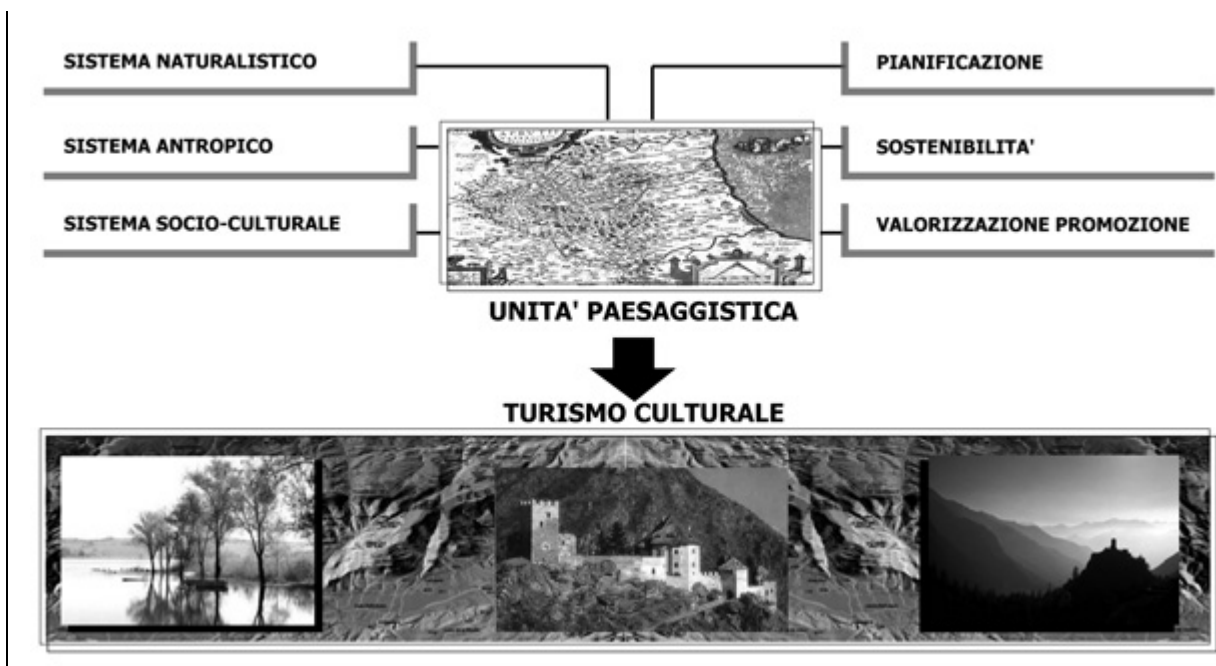 SISTEMA NATURALISTICO
SISTEMA ANTROPICO
SISTEMA SOCIO-CULTURALE
PIANIFICAZIONE
SOSTENIBILITA'
VALORIZZAZIONE PROMOZIONE
UNITA' PAESAGGISTICA
TURISMO CULTURALE